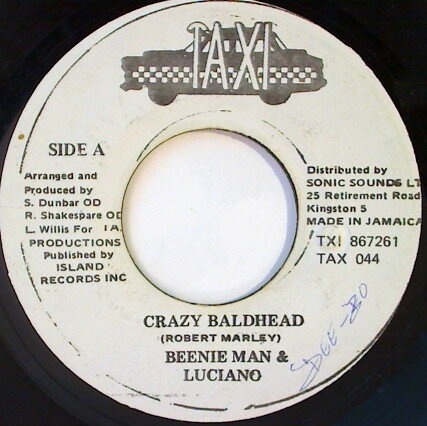 TAXI
SIDE A
Arranged and
Produced by
S. Dunbar OD
R. Shakespare OD
L. Willis For TA
PRODUCTIONS
Published by
ISLAND
RECORDS INC
Distributed by
SONIC SOUNDS LT
25 Retirement Road
Kingston 5
MADE IN JAMAICA
TXI 867261
TAX 044
CRAZY BALDHEAD
(ROBERT MARLEY)
BEENIE MAN &
LUCIANO